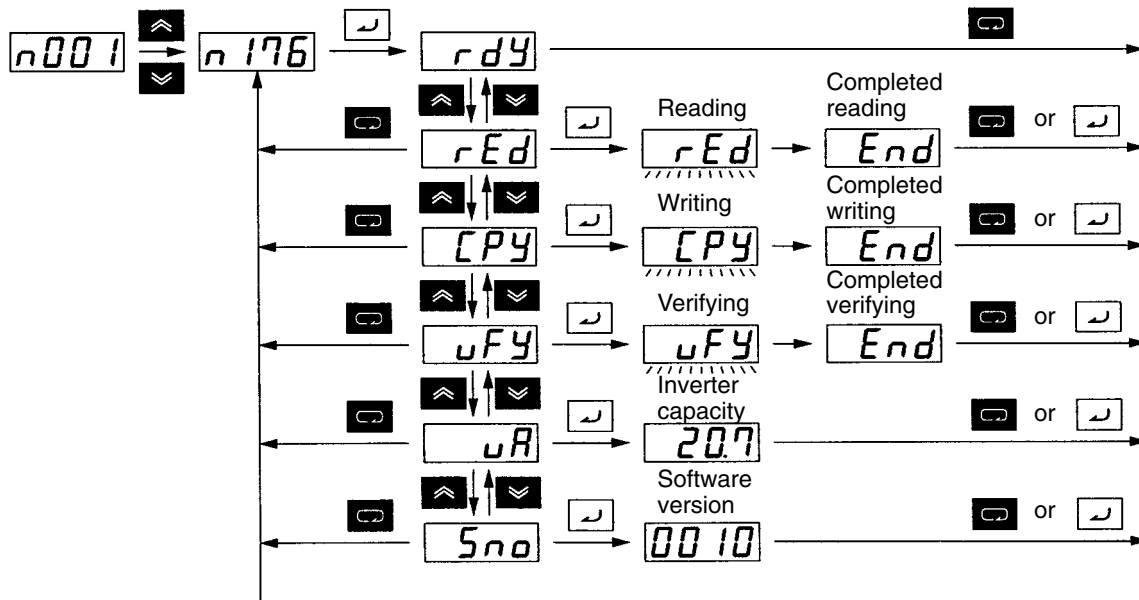 n001 n176 rdY
Reading
Completed
reading
rEd rEd End or
Writing
Completed
writing
CPY CPY End or
Verifying
Completed
verifying
uFY uFY End or
Inverter
capacity
uA 20.7 or
Software
version
Sno 0010 or